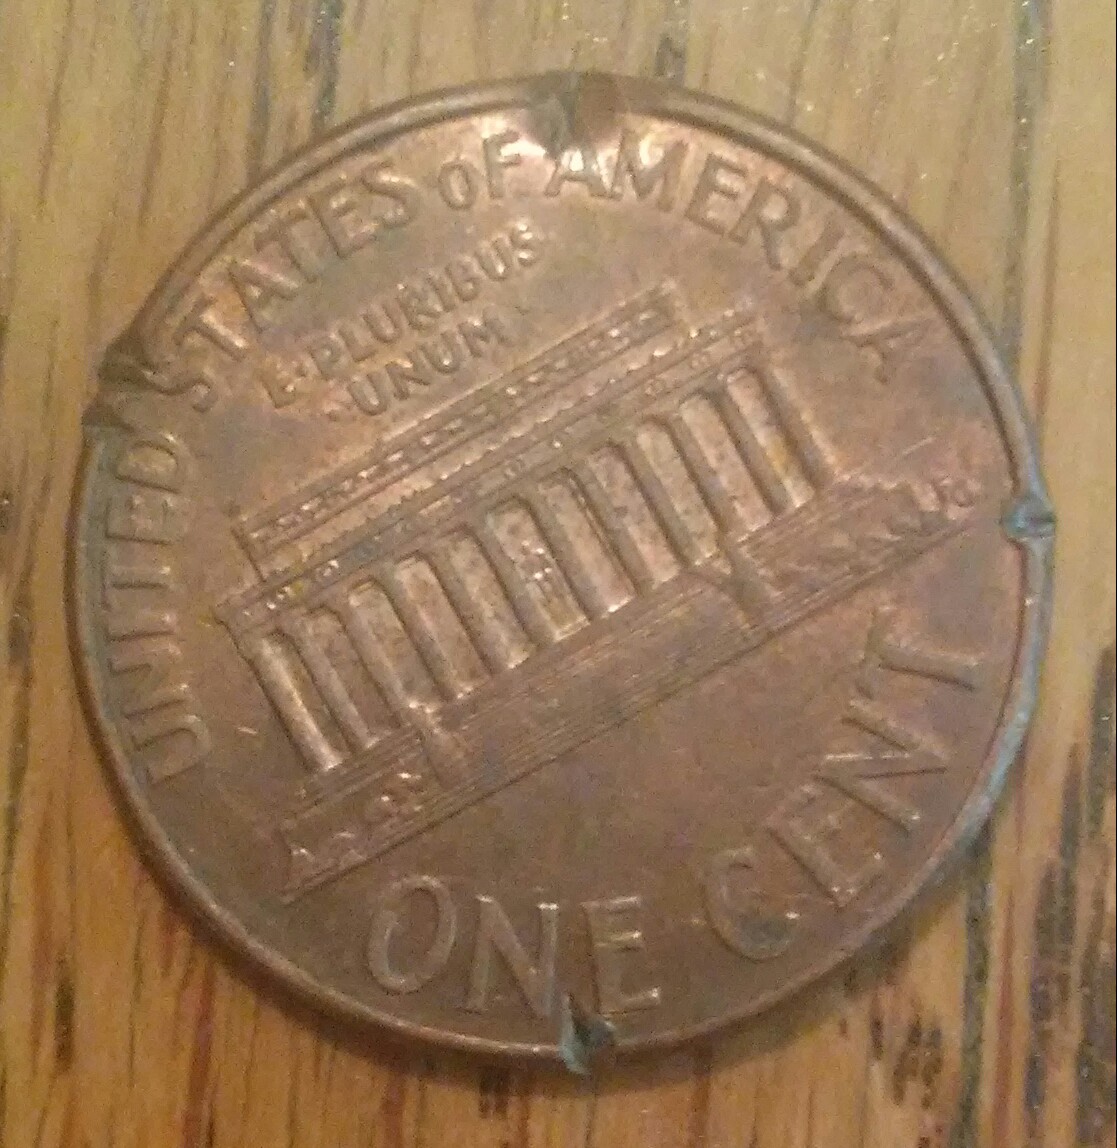 UNITED STATES oF AMERICA
E·PLURIBUS
·UNUM·
ONE CENT